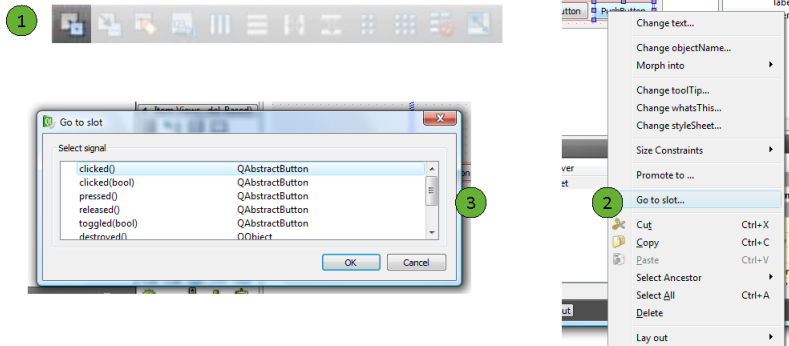 1
Go to slot
Select signal
clicked() QAbstractButton
clicked(bool) QAbstractButton
pressed() QAbstractButton
released() QAbstractButton
toggled(bool) QAbstractButton
destroyed() QObject
OK Cancel
3
PushButton
Change text...
Change objectName...
Morph into
Change toolTip...
Change whatsThis...
Change styleSheet...
Size Constraints
Promote to ...
2
Go to slot...
Cut Ctrl+X
Copy Ctrl+C
Paste Ctrl+V
Select Ancestor
Select All Ctrl+A
Delete
Lay out